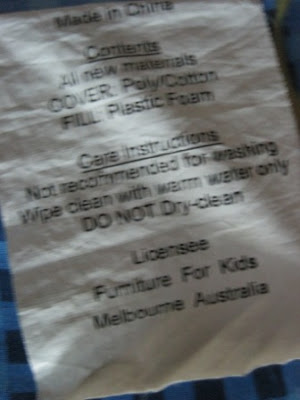 Made in China
Contents
All new materials
COVER: Poly/Cotton
FILL: Plastic Foam
Care Instructions
Not recommended for washing
Wipe clean with warm water only
DO NOT Dry-clean
Licensee
Furniture For Kids
Melbourne Australia